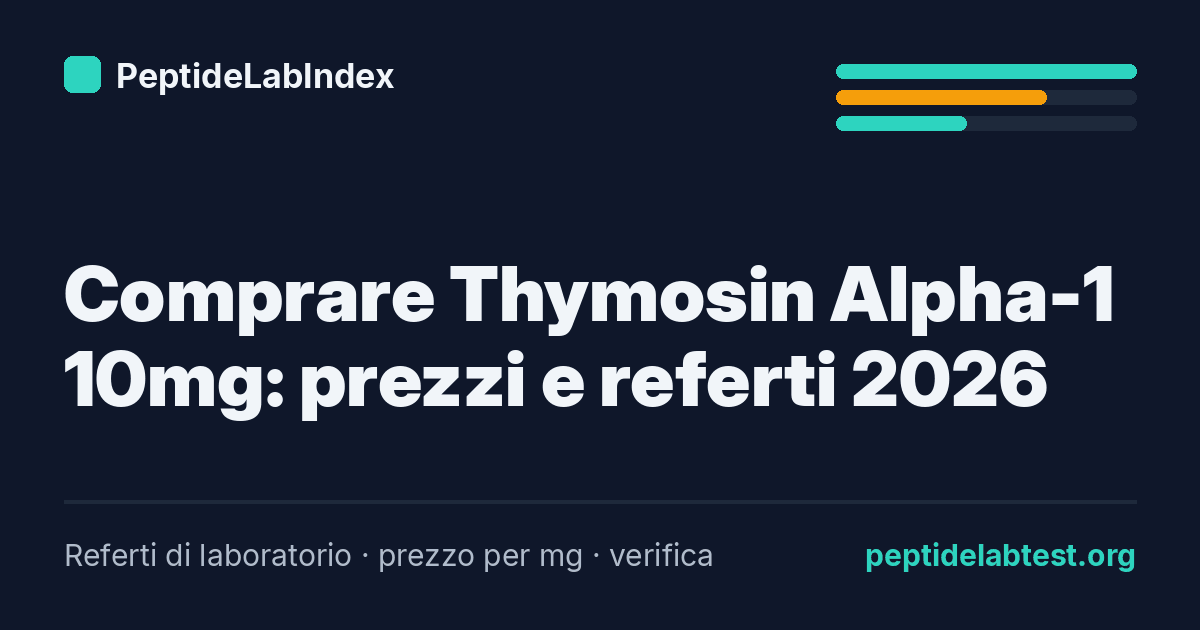 PeptideLabIndex
Comprare Thymosin Alpha-1
10mg: prezzi e referti 2026
Referti di laboratorio · prezzo per mg · verifica
peptidelabtest.org